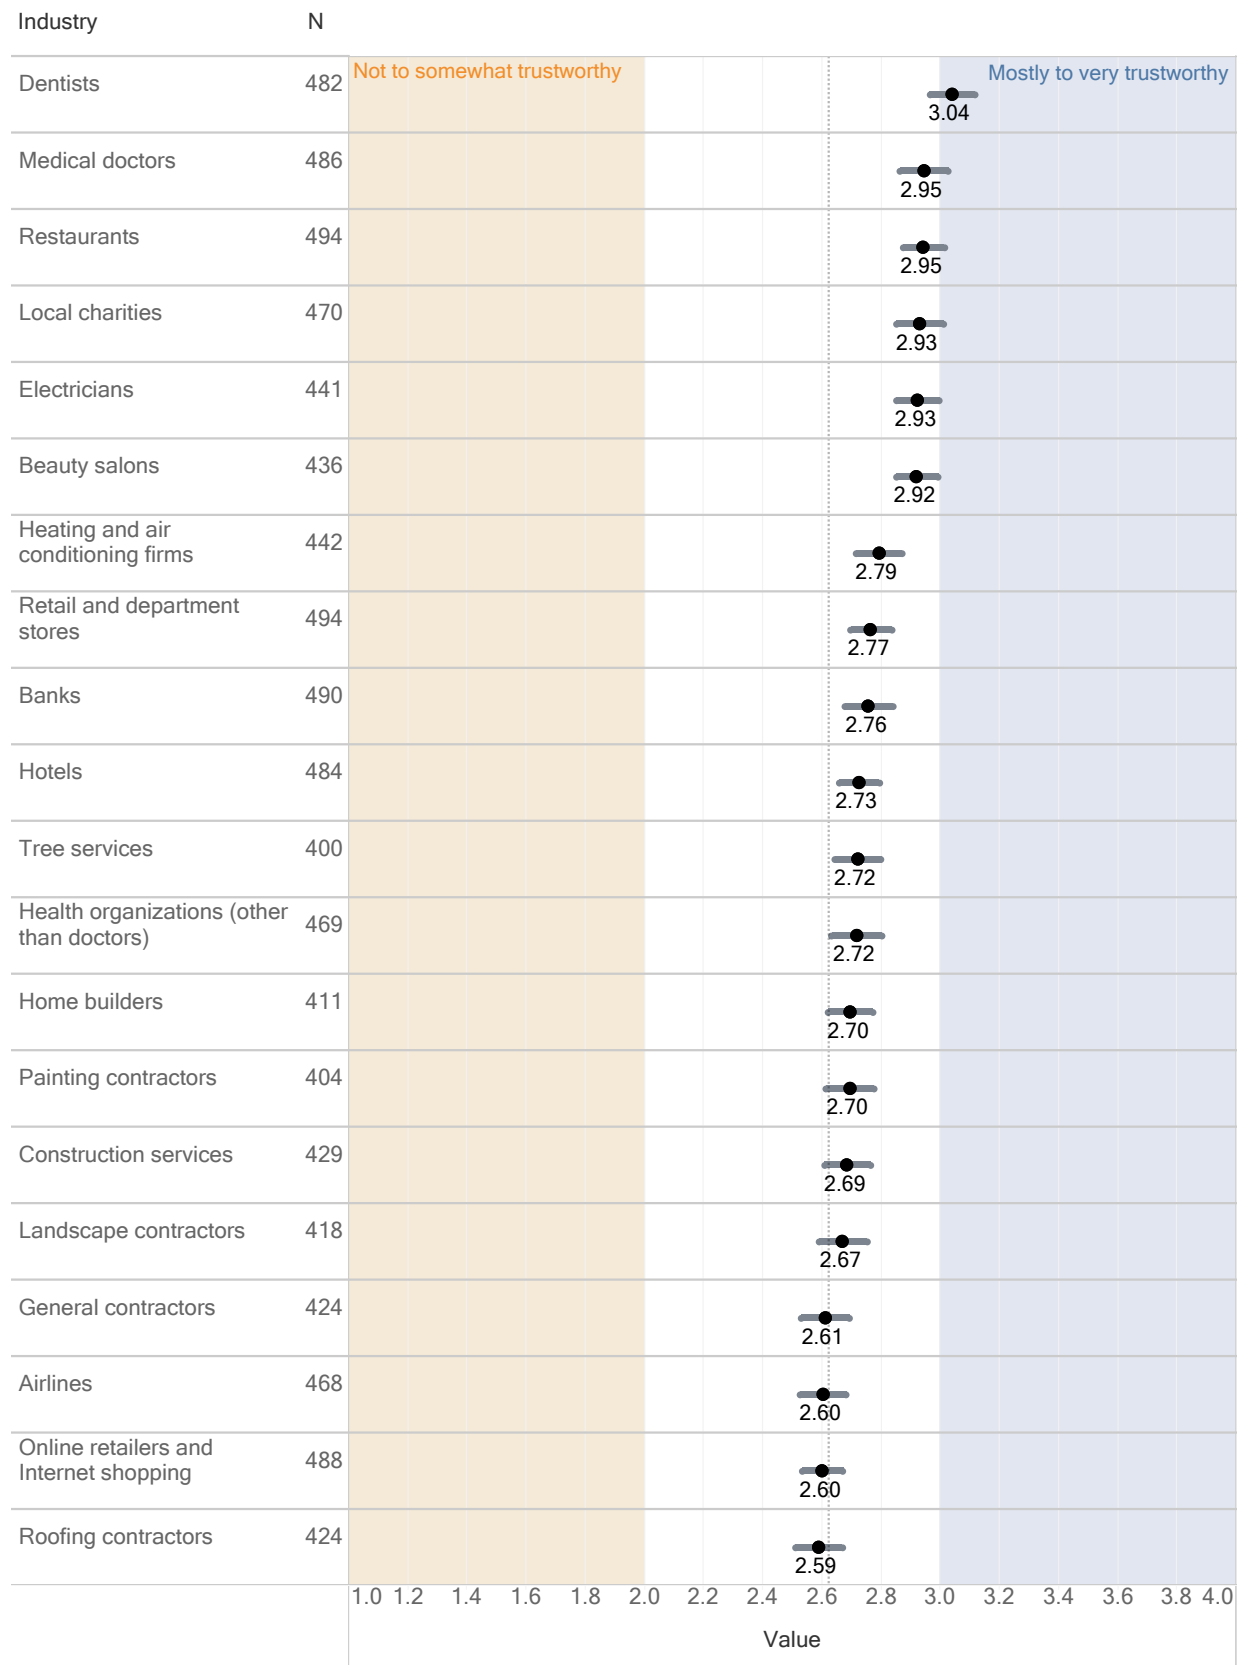 Industry N
Not to somewhat trustworthy Mostly to very trustworthy
Dentists 482
3.04
Medical doctors 486
2.95
Restaurants 494
2.95
Local charities 470
2.93
Electricians 441
2.93
Beauty salons 436
2.92
Heating and air
conditioning firms 442
2.79
Retail and department
stores 494
2.77
Banks 490
2.76
Hotels 484
2.73
Tree services 400
2.72
Health organizations (other
than doctors) 469
2.72
Home builders 411
2.70
Painting contractors 404
2.70
Construction services 429
2.69
Landscape contractors 418
2.67
General contractors 424
2.61
Airlines 468
2.60
Online retailers and
Internet shopping 488
2.60
Roofing contractors 424
2.59
1.0 1.2 1.4 1.6 1.8 2.0 2.2 2.4 2.6 2.8 3.0 3.2 3.4 3.6 3.8 4.0
Value